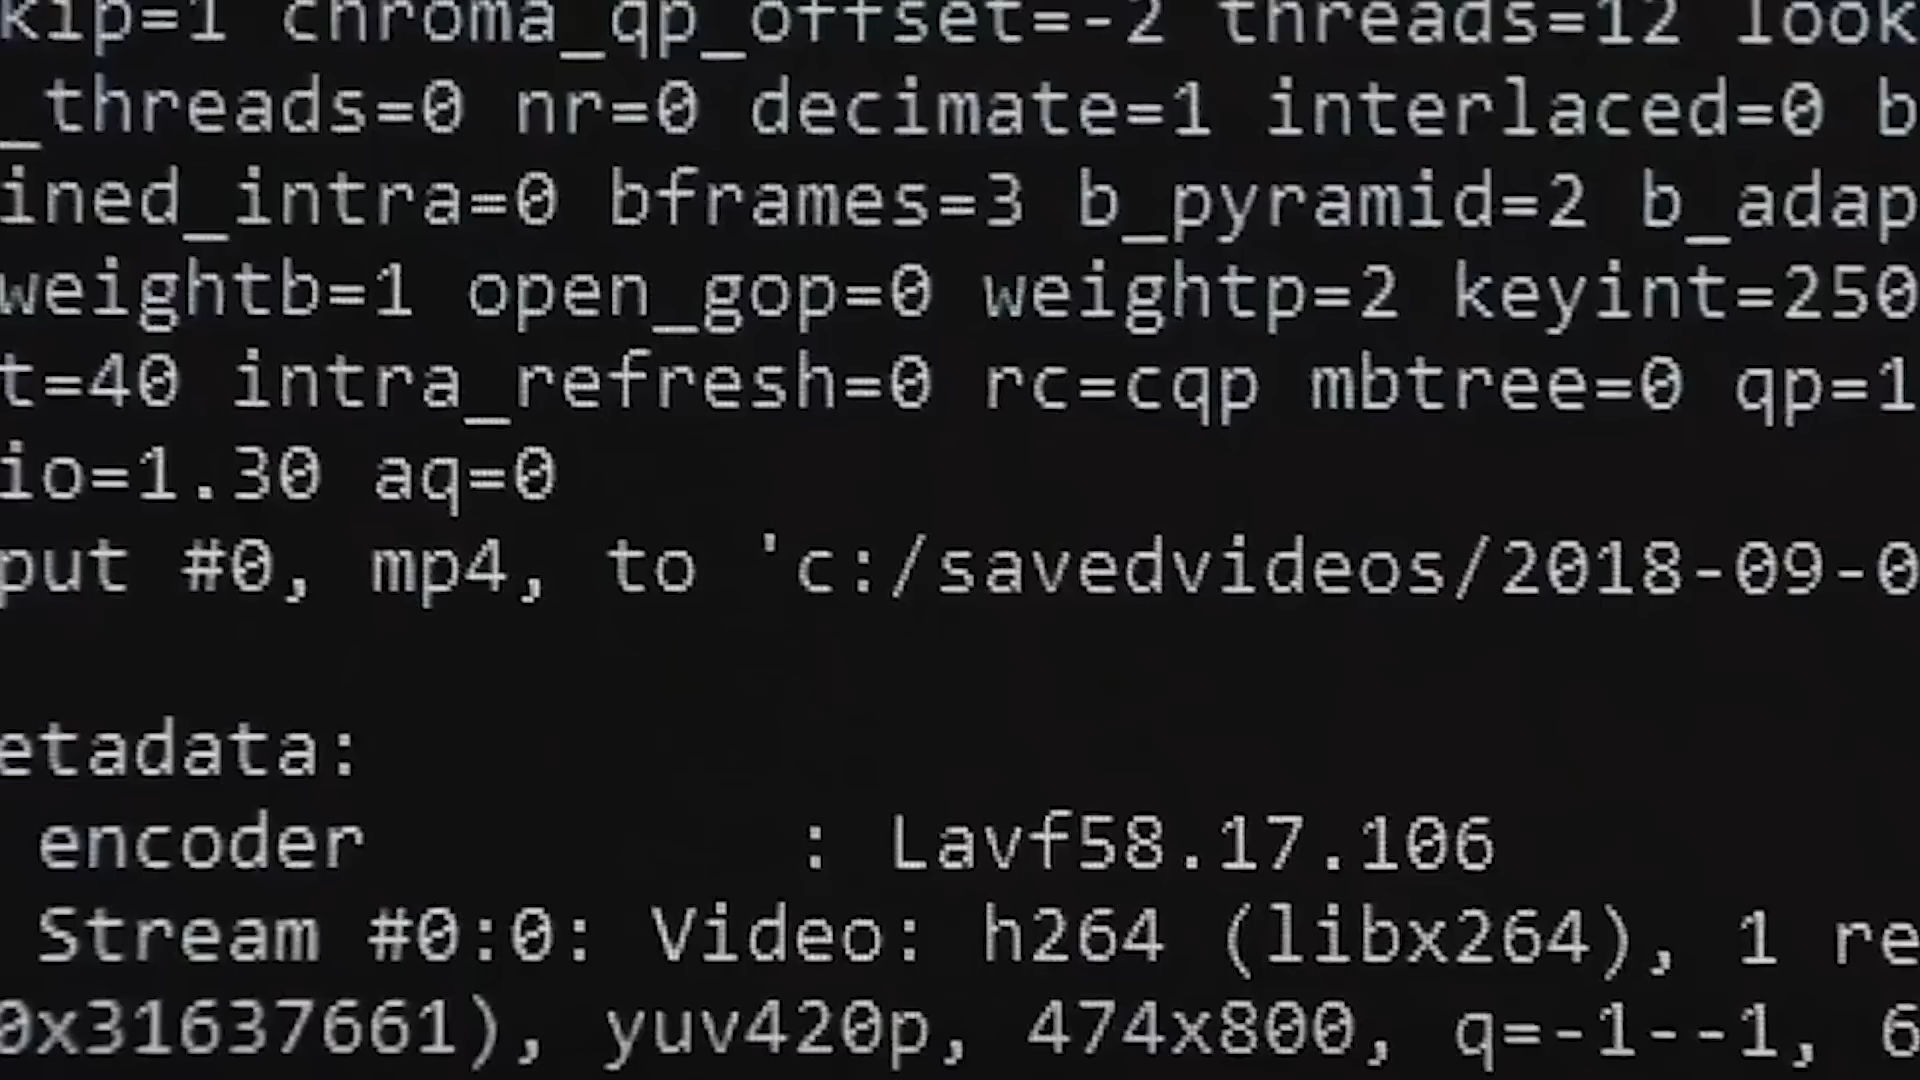 kip=1 chroma_qp_offset=-2 threads=12 look
_threads=0 nr=0 decimate=1 interlaced=0 b
ined_intra=0 bframes=3 b_pyramid=2 b_adap
weightb=1 open_gop=0 weightp=2 keyint=250
t=40 intra_refresh=0 rc=cqp mbtree=0 qp=1
io=1.30 aq=0
put #0, mp4, to 'c:/savedvideos/2018-09-0
etadata:
encoder : Lavf58.17.106
Stream #0:0: Video: h264 (libx264), 1 re
0x31637661), yuv420p, 474x800, q=-1--1, 6